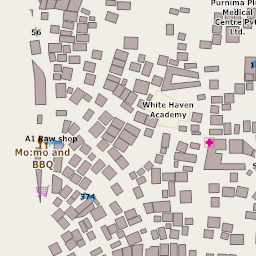 Purnima Pl
Medical
Centre Pvt
Ltd.
56
White Haven
Academy
A1 Raw shop
Mo:mo and
BBQ
374